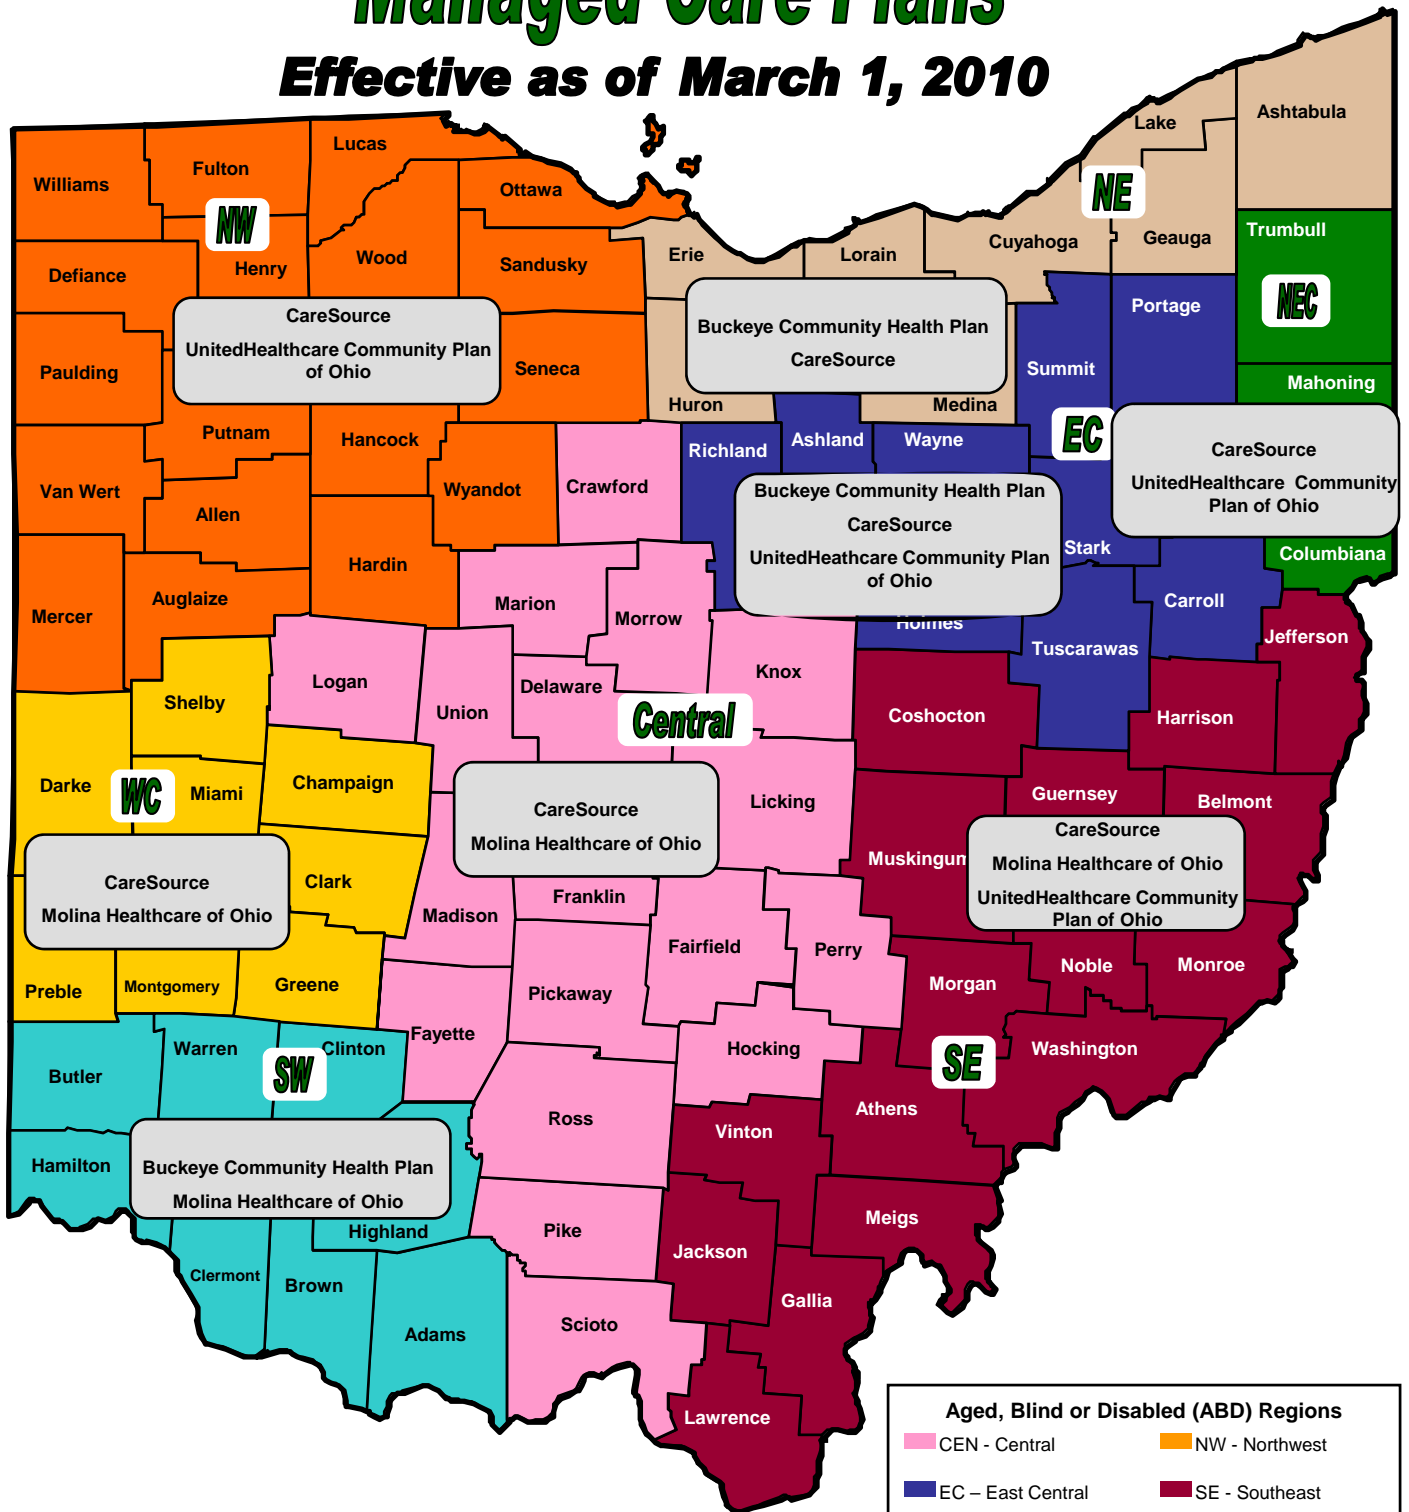 Managed Care Plans
Effective as of March 1, 2010
Williams
Fulton
Lucas
Ottawa
NW
Defiance
Henry
Wood
Sandusky
CareSource
UnitedHealthcare Community Plan
of Ohio
Paulding
Seneca
Putnam
Hancock
Van Wert
Allen
Wyandot
Hardin
Mercer
Auglaize
Lake
Ashtabula
NE
Erie
Lorain
Cuyahoga
Geauga
Buckeye Community Health Plan
CareSource
Huron
Medina
Trumbull
NEC
Mahoning
CareSource
UnitedHealthcare Community
Plan of Ohio
Columbiana
Portage
Summit
EC
Richland
Ashland
Wayne
Buckeye Community Health Plan
CareSource
UnitedHeathcare Community Plan
of Ohio
Stark
Holmes
Carroll
Tuscarawas
Crawford
Marion
Morrow
Knox
Logan
Union
Delaware
Central
Licking
CareSource
Molina Healthcare of Ohio
Madison
Franklin
Fairfield
Perry
Pickaway
Fayette
Hocking
Ross
Pike
Scioto
Shelby
Darke
WC
Miami
Champaign
Clark
CareSource
Molina Healthcare of Ohio
Preble
Montgomery
Greene
Butler
Warren
Clinton
SW
Hamilton
Buckeye Community Health Plan
Molina Healthcare of Ohio
Highland
Clermont
Brown
Adams
Jefferson
Coshocton
Harrison
Guernsey
Belmont
Muskingum
CareSource
Molina Healthcare of Ohio
UnitedHealthcare Community
Plan of Ohio
Morgan
Noble
Monroe
SE
Washington
Athens
Vinton
Meigs
Jackson
Gallia
Lawrence
Aged, Blind or Disabled (ABD) Regions
CEN - Central
NW - Northwest
EC – East Central
SE - Southeast